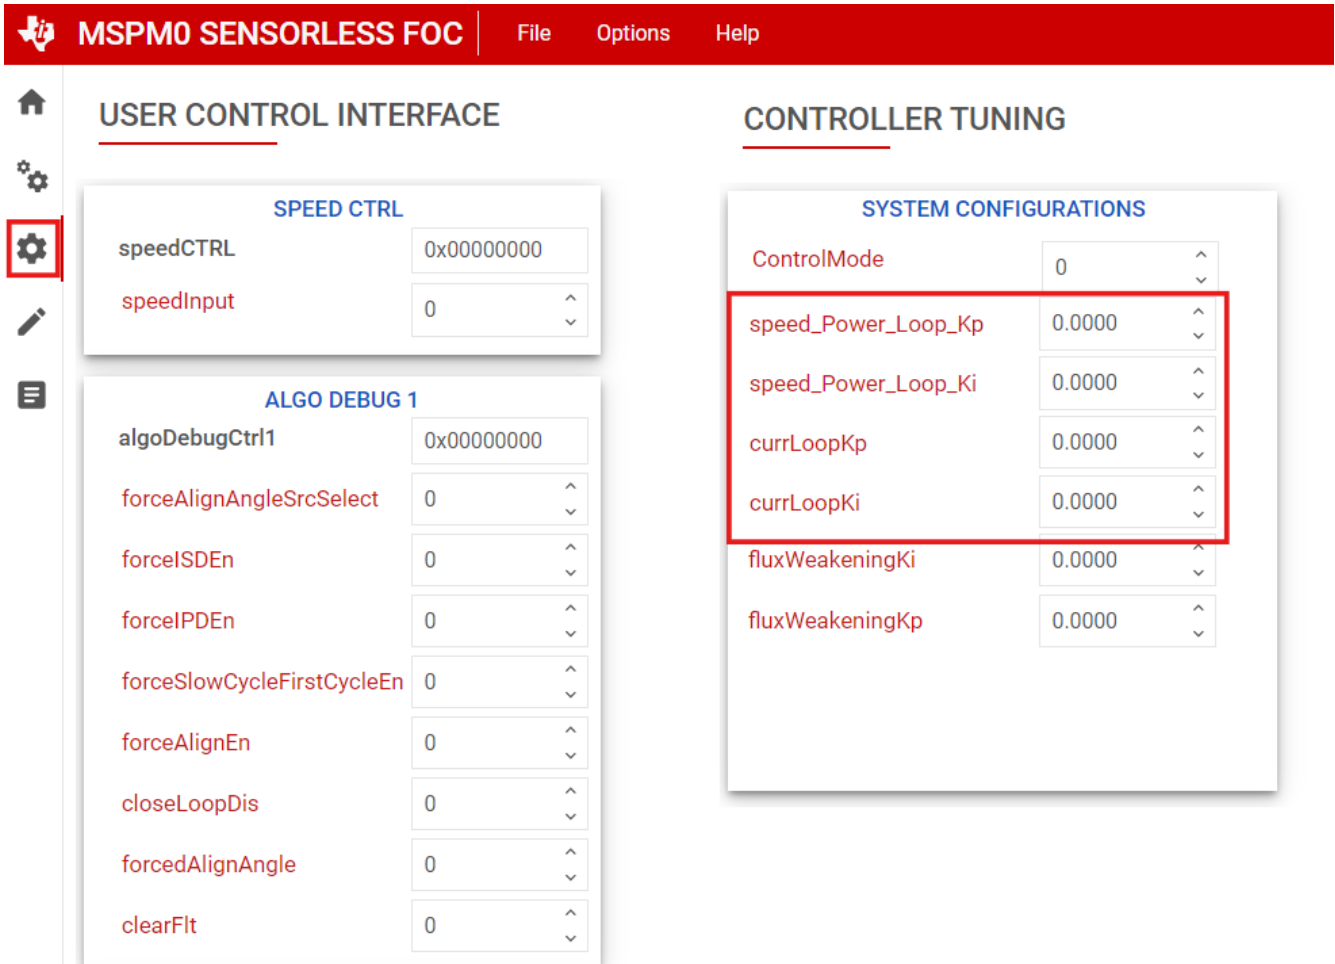 MSPM0 SENSORLESS FOC File Options Help
USER CONTROL INTERFACE
SPEED CTRL
speedCTRL 0x00000000
speedInput 0
ALGO DEBUG 1
algoDebugCtrl1 0x00000000
forceAlignAngleSrcSelect 0
forceISDEn 0
forceIPDEn 0
forceSlowCycleFirstCycleEn 0
forceAlignEn 0
closeLoopDis 0
forcedAlignAngle 0
clearFlt 0
CONTROLLER TUNING
SYSTEM CONFIGURATIONS
ControlMode 0
speed_Power_Loop_Kp 0.0000
speed_Power_Loop_Ki 0.0000
currLoopKp 0.0000
currLoopKi 0.0000
fluxWeakeningKi 0.0000
fluxWeakeningKp 0.0000